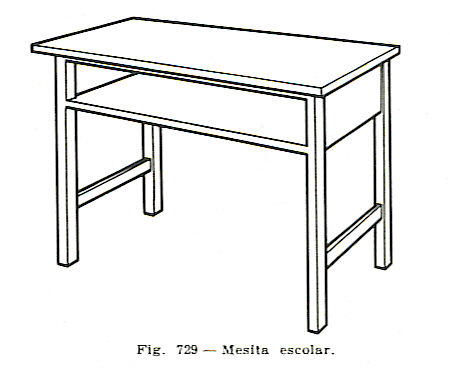 Fig. 729 — Mesita escolar.